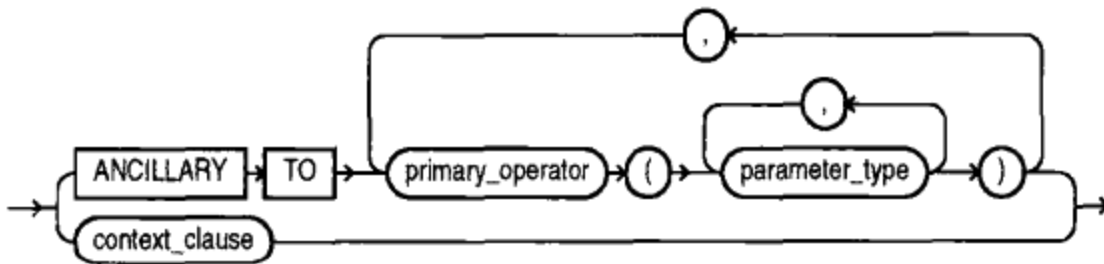 ,
,
ANCILLARY TO primary_operator ( parameter_type )
context_clause